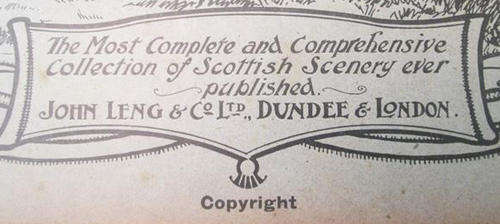 The Most Complete and Comprehensive
Collection of Scottish Scenery ever
published.
JOHN LENG & CO. LTD., DUNDEE & LONDON.
Copyright